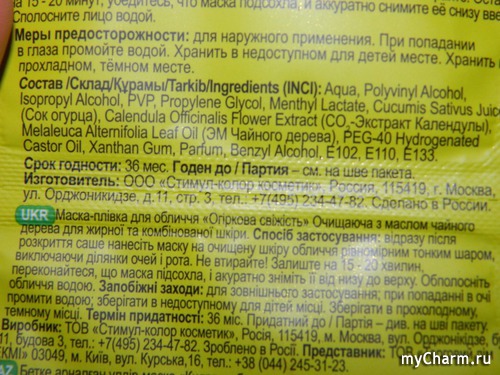 15 - 20 минут, убедитесь, что маска подсохла, и аккуратно снимите её снизу
Сполосните лицо водой.
Меры предосторожности: для наружного применения. При попадании
в глаза промойте водой. Хранить в недоступном для детей месте. Хранить
прохладном, тёмном месте.
Состав /Склад/Құрамы/Tarkib/Ingredients (INCI): Aqua, Polyvinyl Alcohol,
Isopropyl Alcohol, PVP, Propylene Glycol, Menthyl Lactate, Cucumis Sativus Juice
(Сок огурца), Calendula Officinalis Flower Extract (CO₂-Экстракт Календулы),
Melaleuca Alternifolia Leaf Oil (ЭМ Чайного дерева), PEG-40 Hydrogenated
Castor Oil, Xanthan Gum, Parfum, Benzyl Alcohol, E102, E110, E133.
Срок годности: 36 мес. Годен до / Партия – см. на шве пакета.
Изготовитель: ООО «Стимул-колор косметик», Россия, 115419, г. Москва,
ул. Орджоникидзе, д.11, стр. 3, тел.: +7(495) 234-47-82. Сделано в России.
UKR Маска-плівка для обличчя «Огіркова свіжість» Очищаюча з маслом чайного
дерева для жирної та комбінованої шкіри. Спосіб застосування: відразу після
розкриття саше нанесіть маску на очищену шкіру обличчя рівномірним тонким шаром,
виключаючи ділянки очей і рота. Не втирайте! Залиште на 15 - 20 хвилин,
переконайтеся, що маска підсохла, і акуратно зніміть її від низу до верху. Обполосніть
обличчя водою. Запобіжні заходи: для зовнішнього застосування; при попаданні в очі
промити водою; зберігати в недоступному для дітей місці. Зберігати в прохолодному,
темному місці. Термін придатності: 36 міс. Придатний до / Партія – див. на шві пакету.
Виробник: ТОВ «Стимул-колор косметик», Росія, 115419, м. Москва, вул. Орджонікідзе,
11, будова 3, тел.: +7(495) 234-47-82. Зроблено в Росії. Представник: ТОВ
КМІ» 03049, м. Київ, вул. Курська,16, тел.: +38 (044) 245-31-23.
KZ Бетке арналған үлдір маска
myCharm.ru